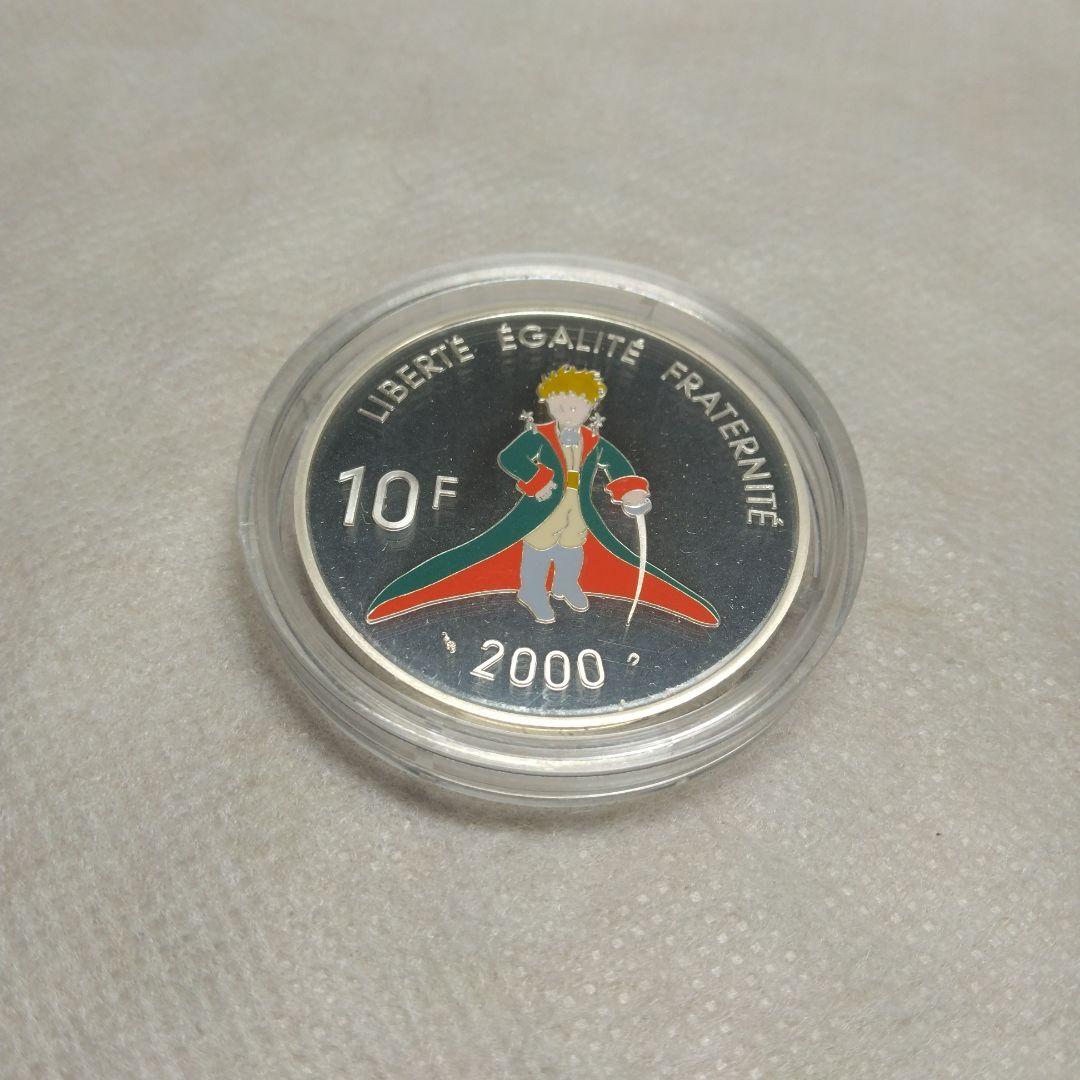 LIBERTÉ ÉGALITÉ FRATERNITÉ
10 F
2000